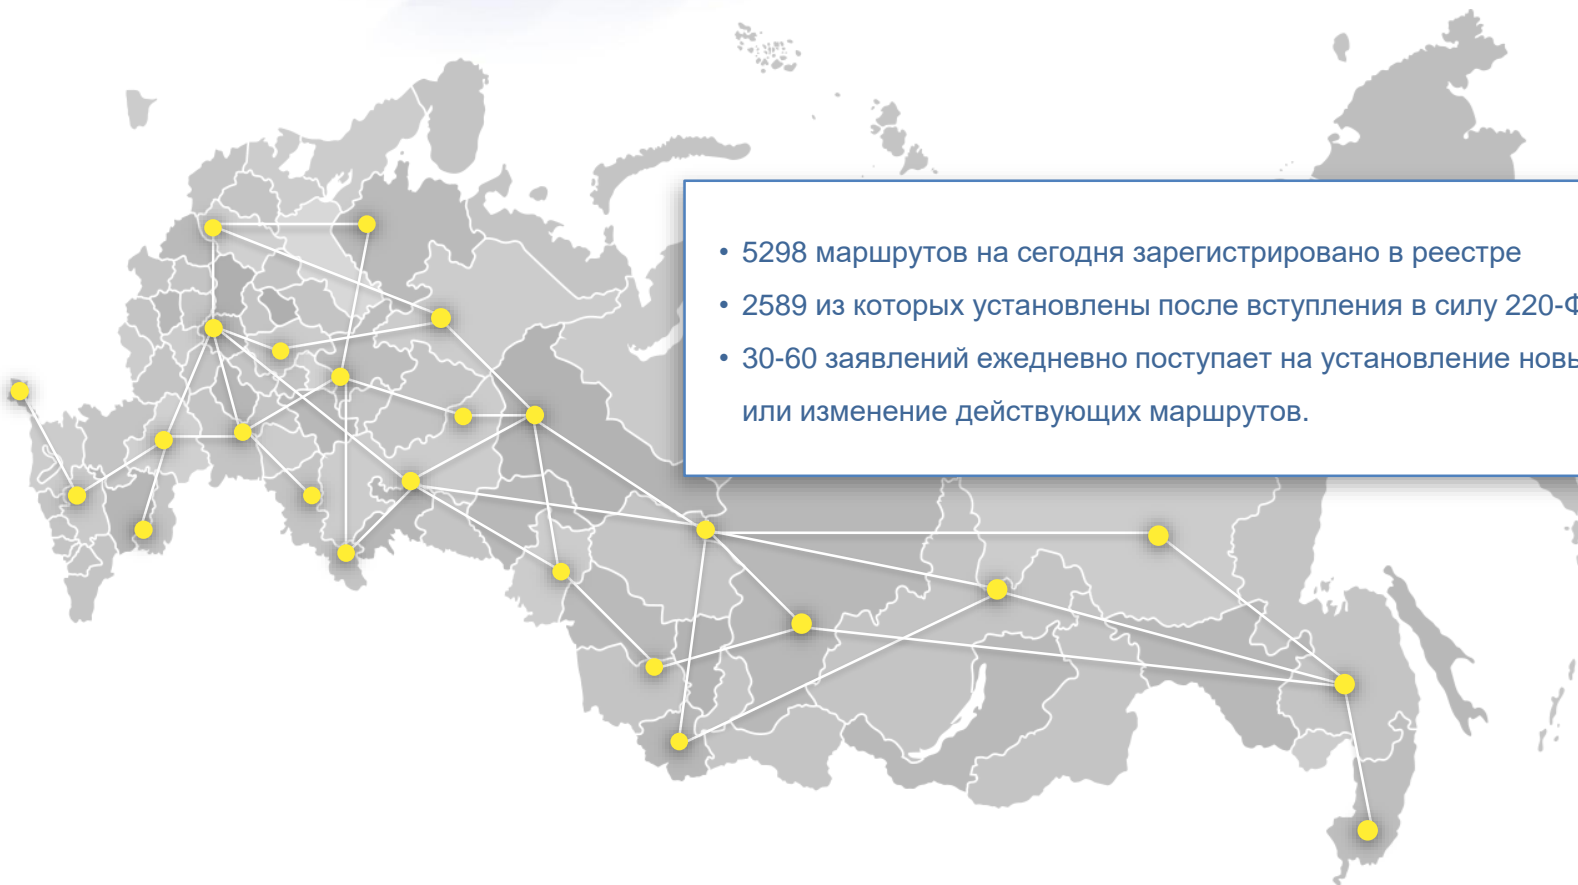 • 5298 маршрутов на сегодня зарегистрировано в реестре
• 2589 из которых установлены после вступления в силу 220-Ф
• 30-60 заявлений ежедневно поступает на установление новы
или изменение действующих маршрутов.